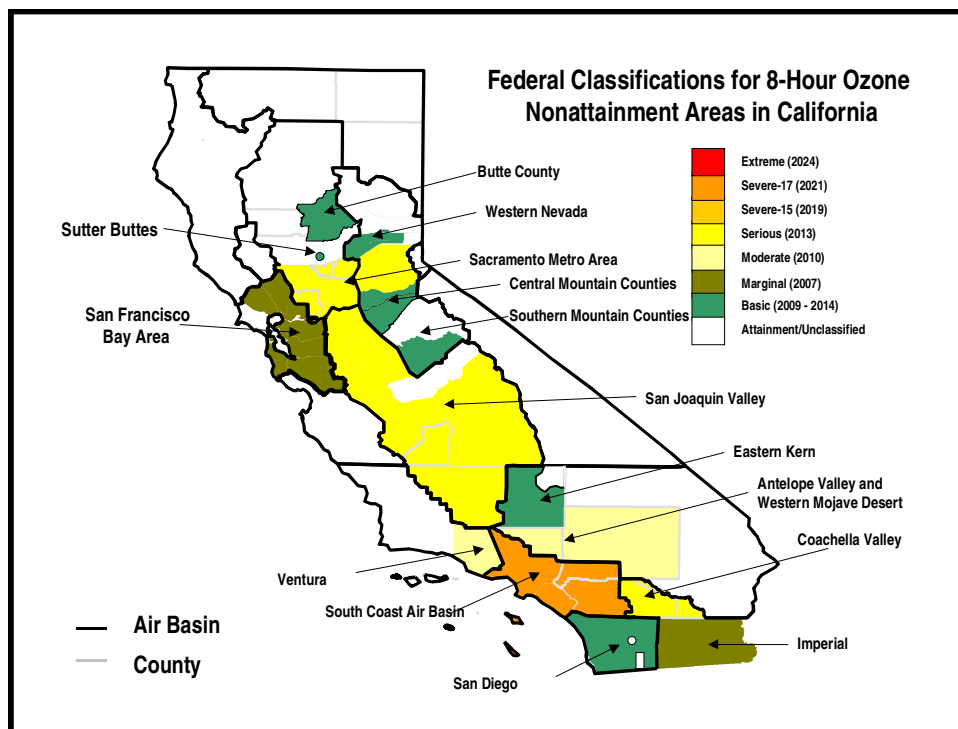 Federal Classifications for 8-Hour Ozone
Nonattainment Areas in California
Extreme (2024)
Severe-17 (2021)
Severe-15 (2019)
Serious (2013)
Moderate (2010)
Marginal (2007)
Basic (2009 - 2014)
Attainment/Unclassified
Butte County
Western Nevada
Sutter Buttes
Sacramento Metro Area
Central Mountain Counties
San Francisco
Bay Area
Southern Mountain Counties
San Joaquin Valley
Eastern Kern
Antelope Valley and
Western Mojave Desert
Coachella Valley
Ventura
South Coast Air Basin
Air Basin
County
Imperial
San Diego